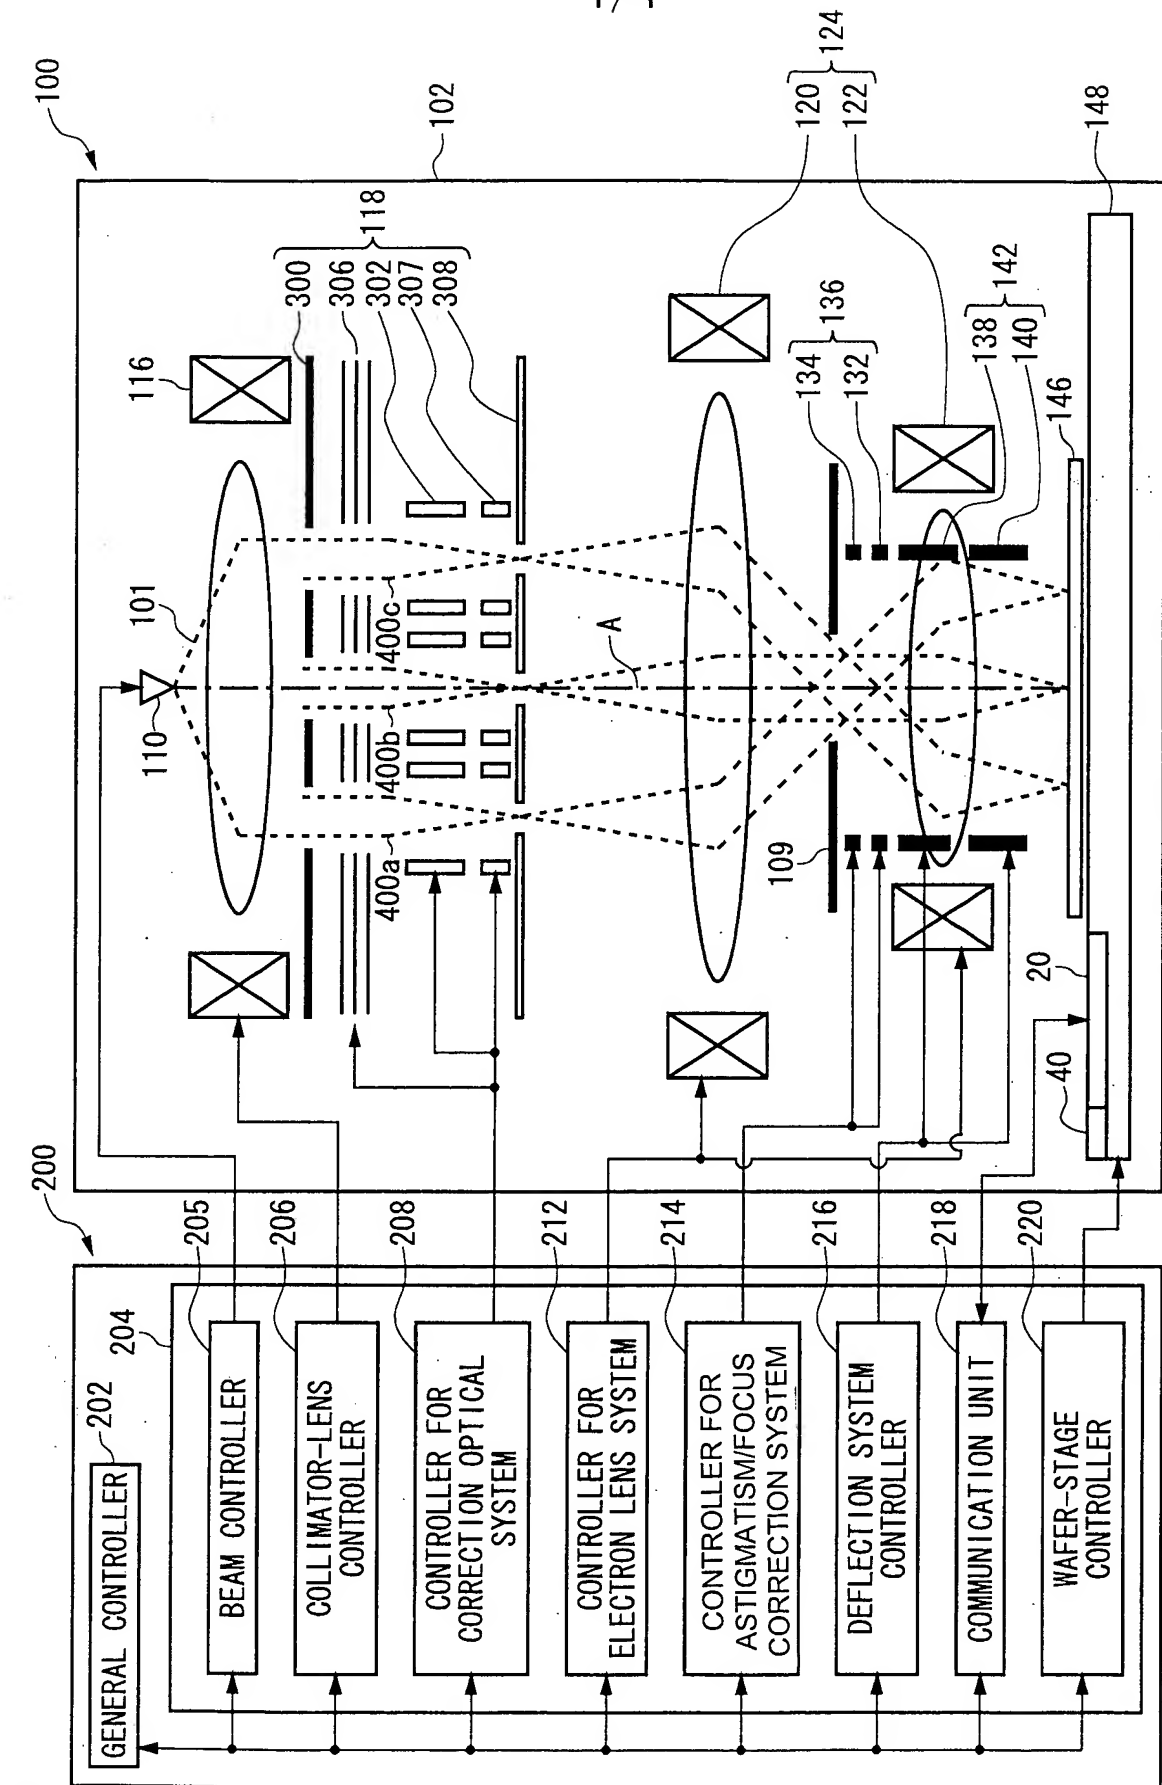 100
102
101
110
116
118
300
306
302
307
308
400a
400b
400c
A
120
122
124
134
132
136
138
140
142
109
146
148
20
40
200
202
GENERAL CONTROLLER
204
205
BEAM CONTROLLER
206
COLLIMATOR-LENS
CONTROLLER
208
CONTROLLER FOR
CORRECTION OPTICAL
SYSTEM
212
CONTROLLER FOR
ELECTRON LENS SYSTEM
214
CONTROLLER FOR
ASTIGMATISM/FOCUS
CORRECTION SYSTEM
216
DEFLECTION SYSTEM
CONTROLLER
218
COMMUNICATION UNIT
220
WAFER-STAGE
CONTROLLER